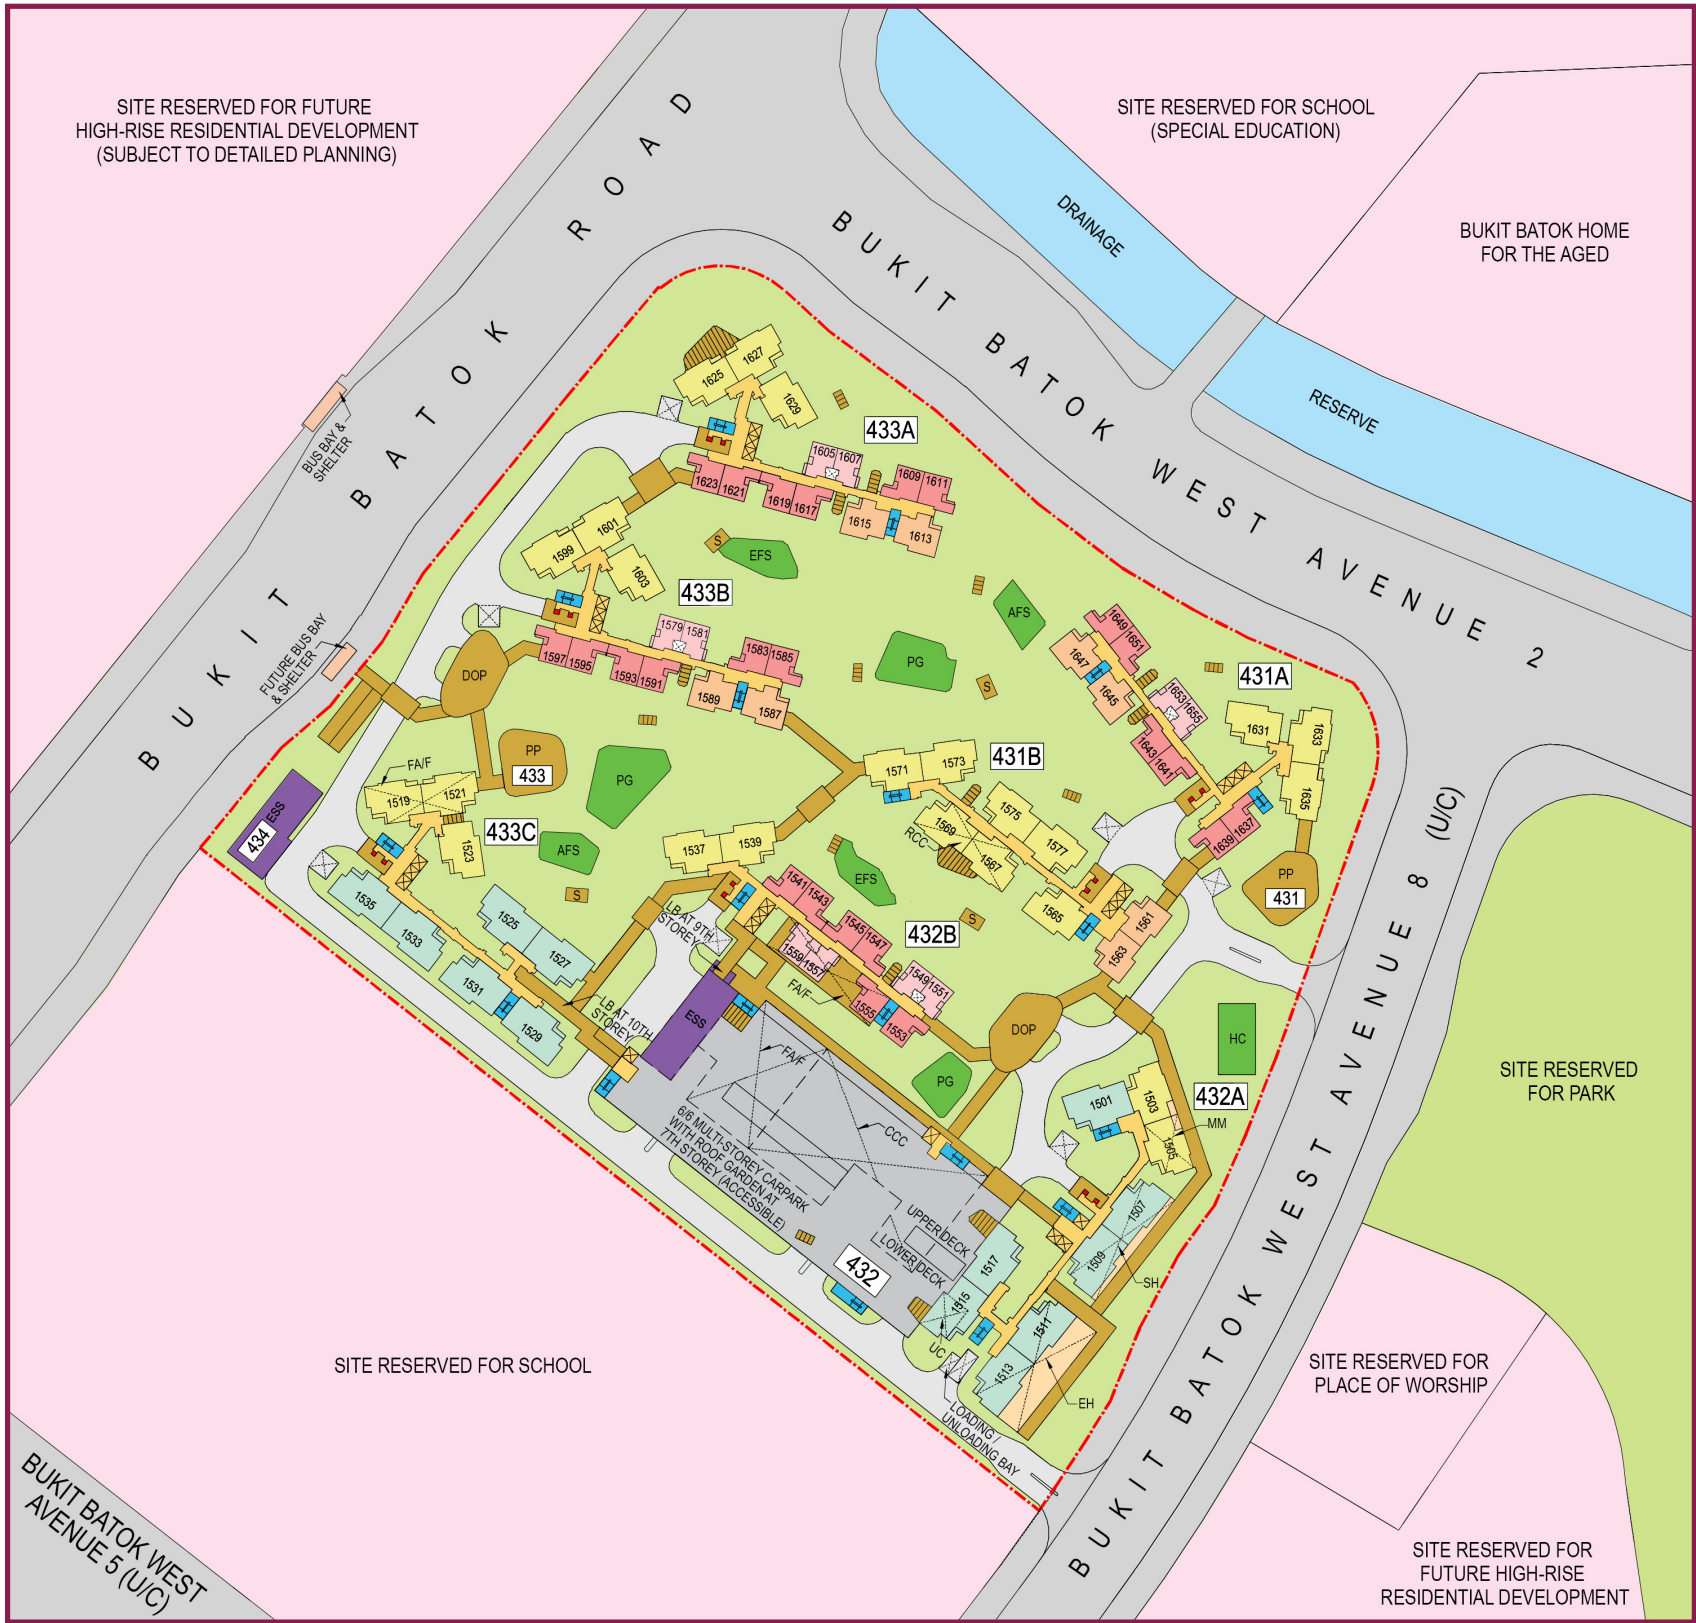 SITE RESERVED FOR FUTURE
HIGH-RISE RESIDENTIAL DEVELOPMENT
(SUBJECT TO DETAILED PLANNING)
SITE RESERVED FOR SCHOOL
(SPECIAL EDUCATION)
BUKIT BATOK HOME
FOR THE AGED
DRAINAGE
RESERVE
BUKIT BATOK ROAD
BUKIT BATOK WEST AVENUE 2
BUS BAY &
SHELTER
FUTURE BUS BAY
& SHELTER
433A
1627
1625
1629
1605
1607
1609
1611
1623
1621
1619
1617
1615
1613
S
EFS
433B
1601
1599
1603
1579
1581
1583
1585
1597
1595
1593
1591
1589
1587
AFS
PG
S
431A
1649
1651
1647
1645
1653
1655
1643
1641
1631
1633
1635
1637
1639
PP
431
DOP
PP
433
PG
431B
1571
1573
1575
1577
1569
1567
1565
1561
1563
RCC
FA/F
1519
1521
1523
433C
AFS
S
434
ESS
1535
1533
1525
1527
1531
1529
1537
1539
432B
1541
1543
1545
1547
1559
1557
1549
1551
1555
1553
EFS
S
LB AT 9TH
STOREY
LB AT 10TH
STOREY
FA/F
ESS
FA/F
CCC
DOP
PG
HC
432A
1501
1503
1505
MM
1507
1509
SH
1517
1515
1511
1513
EH
UC
6/6 MULTI-STOREY CARPARK
WITH ROOF GARDEN AT
7TH STOREY (ACCESSIBLE)
UPPER DECK
LOWER DECK
432
LOADING /
UNLOADING BAY
BUKIT BATOK WEST AVENUE 8 (U/C)
SITE RESERVED
FOR PARK
SITE RESERVED FOR SCHOOL
SITE RESERVED FOR
PLACE OF WORSHIP
BUKIT BATOK WEST
AVENUE 5 (U/C)
SITE RESERVED FOR
FUTURE HIGH-RISE
RESIDENTIAL DEVELOPMENT